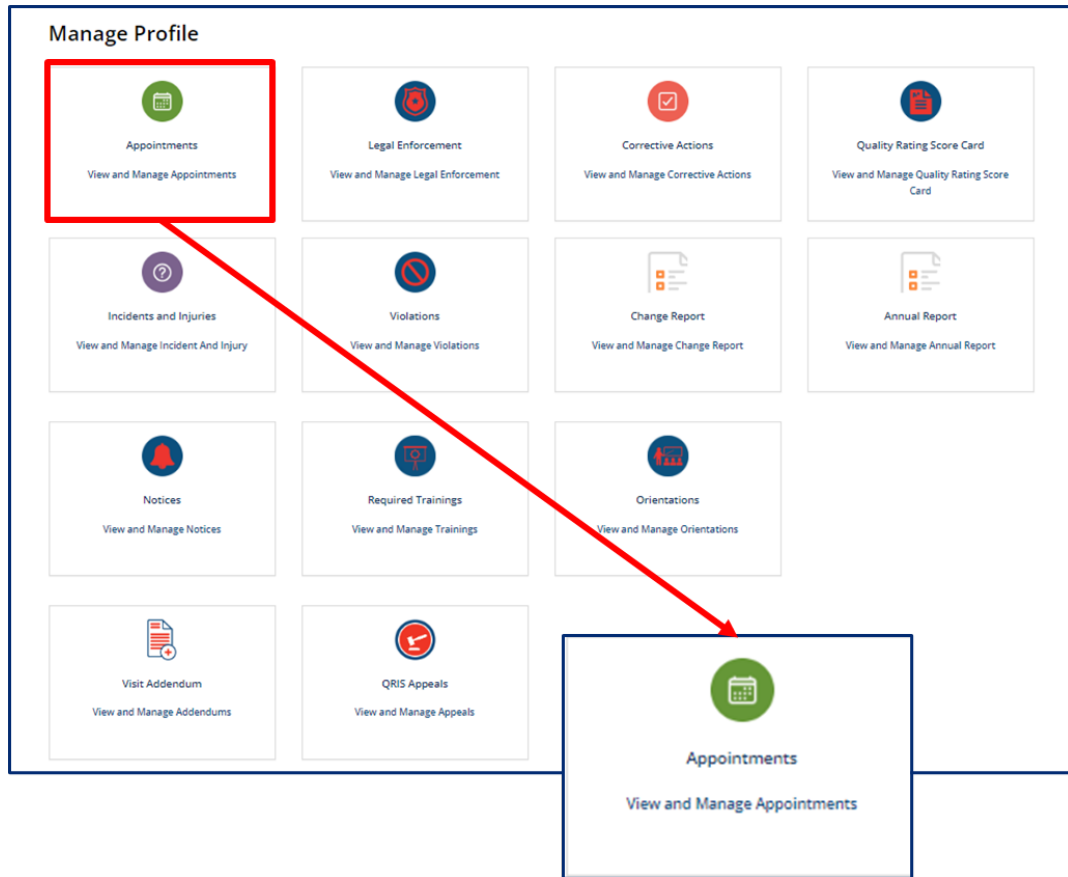 Manage Profile
Appointments
View and Manage Appointments
Legal Enforcement
View and Manage Legal Enforcement
Corrective Actions
View and Manage Corrective Actions
Quality Rating Score Card
View and Manage Quality Rating Score
Card
Incidents and Injuries
View and Manage Incident And Injury
Violations
View and Manage Violations
Change Report
View and Manage Change Report
Annual Report
View and Manage Annual Report
Notices
View and Manage Notices
Required Trainings
View and Manage Trainings
Orientations
View and Manage Orientations
Visit Addendum
View and Manage Addendums
QRIS Appeals
View and Manage Appeals
Appointments
View and Manage Appointments